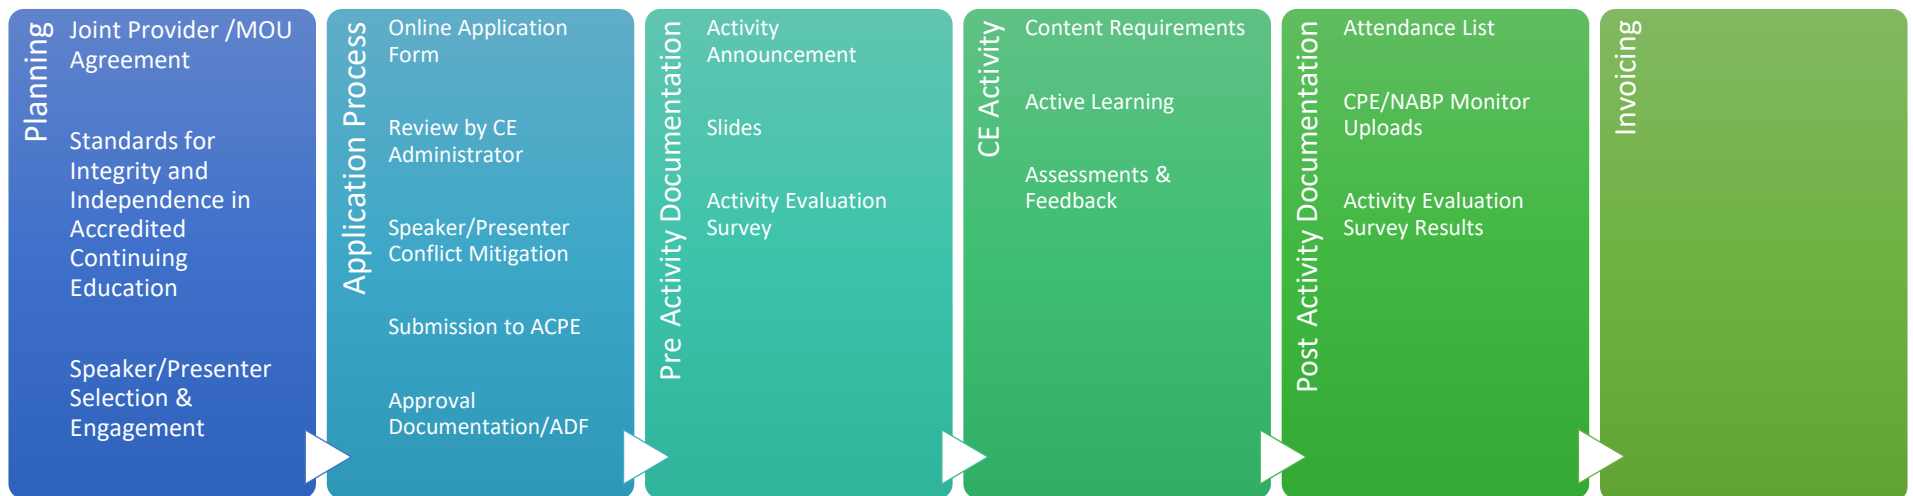 Planning
Joint Provider /MOU
Agreement
Standards for
Integrity and
Independence in
Accredited
Continuing
Education
Speaker/Presenter
Selection &
Engagement
Application Process
Online Application
Form
Review by CE
Administrator
Speaker/Presenter
Conflict Mitigation
Submission to ACPE
Approval
Documentation/ADF
Pre Activity Documentation
Activity
Announcement
Slides
Activity Evaluation
Survey
CE Activity
Content Requirements
Active Learning
Assessments &
Feedback
Post Activity Documentation
Attendance List
CPE/NABP Monitor
Uploads
Activity Evaluation
Survey Results
Invoicing